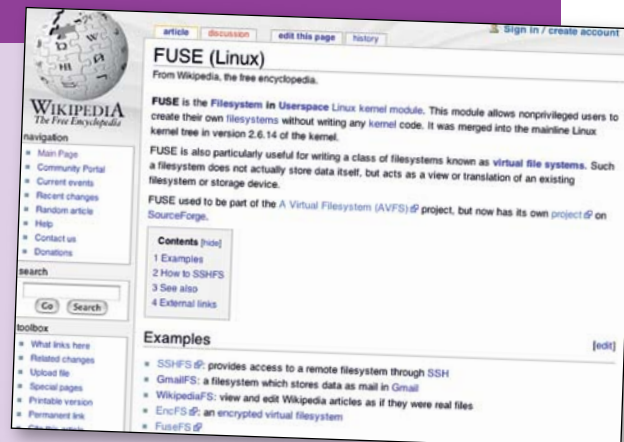 article discussion edit this page history Sign in / create account
WIKIPEDIA
The Free Encyclopedia
navigation
Main Page
Community Portal
Current events
Recent changes
Random article
Help
Contact us
Donations
search
Go Search
toolbox
What links here
Related changes
Upload file
Special pages
Printable version
Permanent link
Cite this article
FUSE (Linux)
From Wikipedia, the free encyclopedia.
FUSE is the Filesystem in Userspace Linux kernel module. This module allows nonprivileged users to
create their own filesystems without writing any kernel code. It was merged into the mainline Linux
kernel tree in version 2.6.14 of the kernel.
FUSE is also particularly useful for writing a class of filesystems known as virtual file systems. Such
a filesystem does not actually store data itself, but acts as a view or translation of an existing
filesystem or storage device.
FUSE used to be part of the A Virtual Filesystem (AVFS) project, but now has its own project on
SourceForge.
Contents [hide]
1 Examples
2 How to SSHFS
3 See also
4 External links
Examples [edit]
SSHFS: provides access to a remote filesystem through SSH
GmailFS: a filesystem which stores data as mail in Gmail
WikipediaFS: view and edit Wikipedia articles as if they were real files
EncFS: an encrypted virtual filesystem
FuseFS